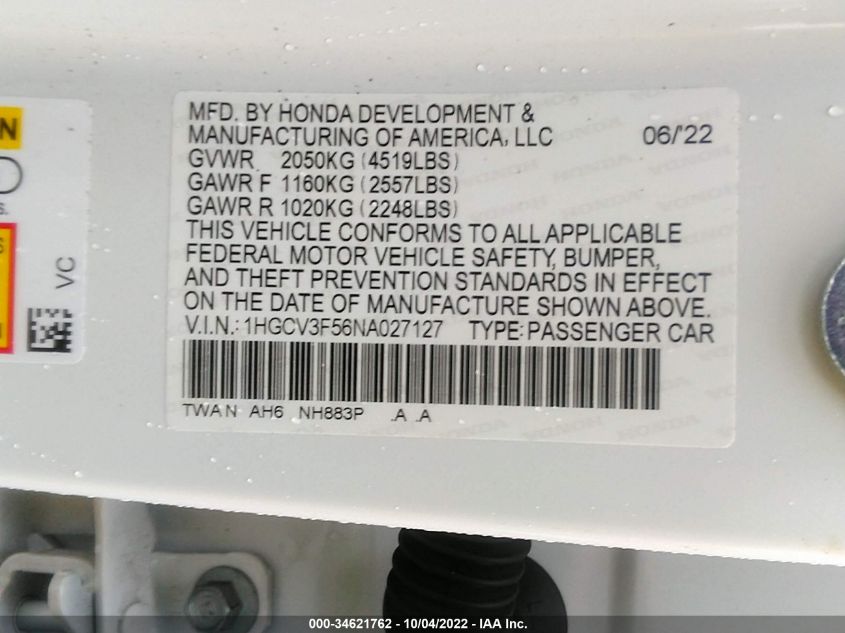 MFD. BY HONDA DEVELOPMENT &
MANUFACTURING OF AMERICA, LLC 06/'22
GVWR 2050KG (4519LBS)
GAWR F 1160KG (2557LBS)
GAWR R 1020KG (2248LBS)
THIS VEHICLE CONFORMS TO ALL APPLICABLE
FEDERAL MOTOR VEHICLE SAFETY, BUMPER,
AND THEFT PREVENTION STANDARDS IN EFFECT
ON THE DATE OF MANUFACTURE SHOWN ABOVE.
V.I.N.: 1HGCV3F56NA027127 TYPE: PASSENGER CAR
TWAN AH6 NH883P .A .A
VC
000-34621762 - 10/04/2022 - IAA Inc.